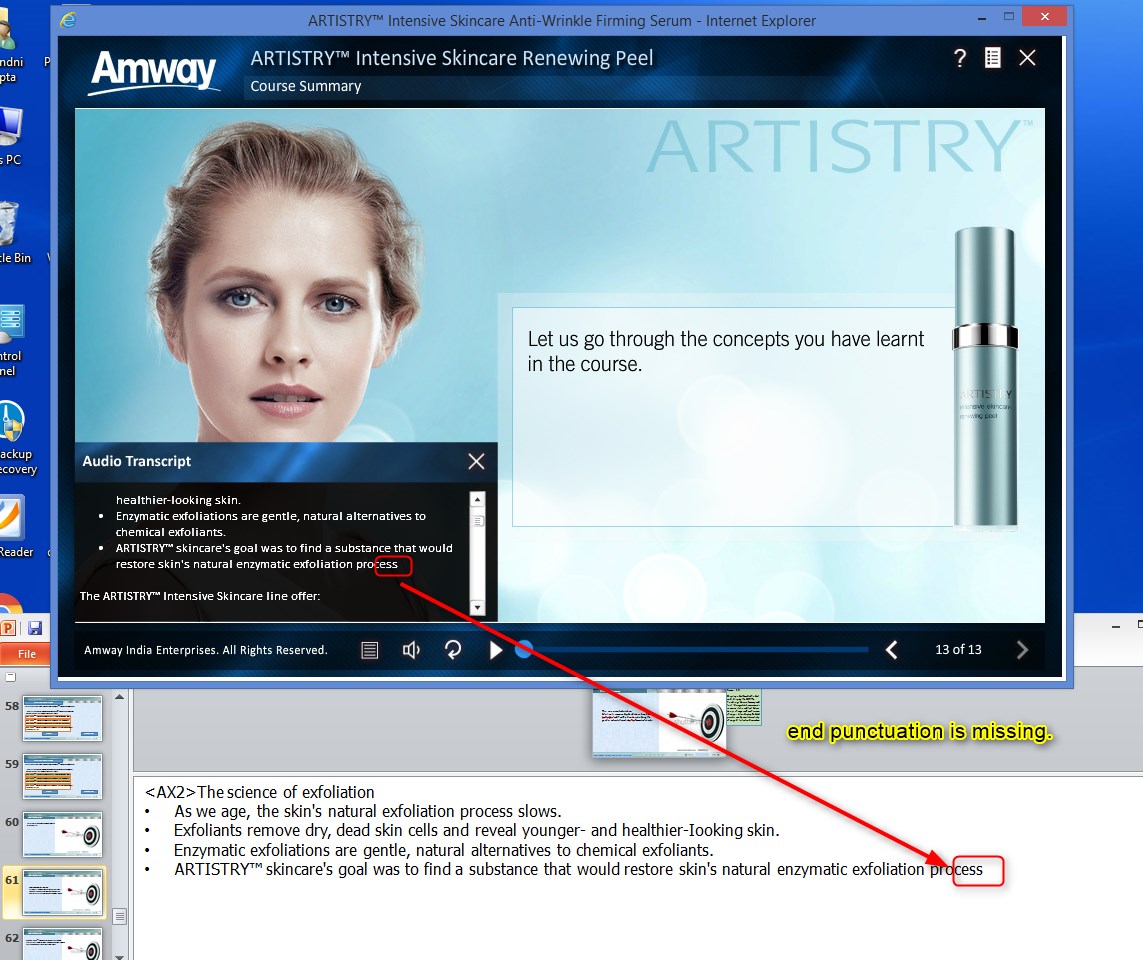 ndni
pta
P
s PC
cle Bin
ntrol
nel
ackup
ecovery
Reader
ARTISTRY™ Intensive Skincare Anti-Wrinkle Firming Serum - Internet Explorer
Amway
ARTISTRY™ Intensive Skincare Renewing Peel
Course Summary
?
ARTISTRY™
Let us go through the concepts you have learnt
in the course.
ARTISTRY
intensive skincare
renewing peel
Audio Transcript
healthier-looking skin.
• Enzymatic exfoliations are gentle, natural alternatives to
chemical exfoliants.
• ARTISTRY™ skincare's goal was to find a substance that would
restore skin's natural enzymatic exfoliation process
The ARTISTRY™ Intensive Skincare line offer:
Amway India Enterprises. All Rights Reserved.
13 of 13
P
File
58
59
60
61
62
end punctuation is missing.
<AX2>The science of exfoliation
• As we age, the skin's natural exfoliation process slows.
• Exfoliants remove dry, dead skin cells and reveal younger- and healthier-looking skin.
• Enzymatic exfoliations are gentle, natural alternatives to chemical exfoliants.
• ARTISTRY™ skincare's goal was to find a substance that would restore skin's natural enzymatic exfoliation process